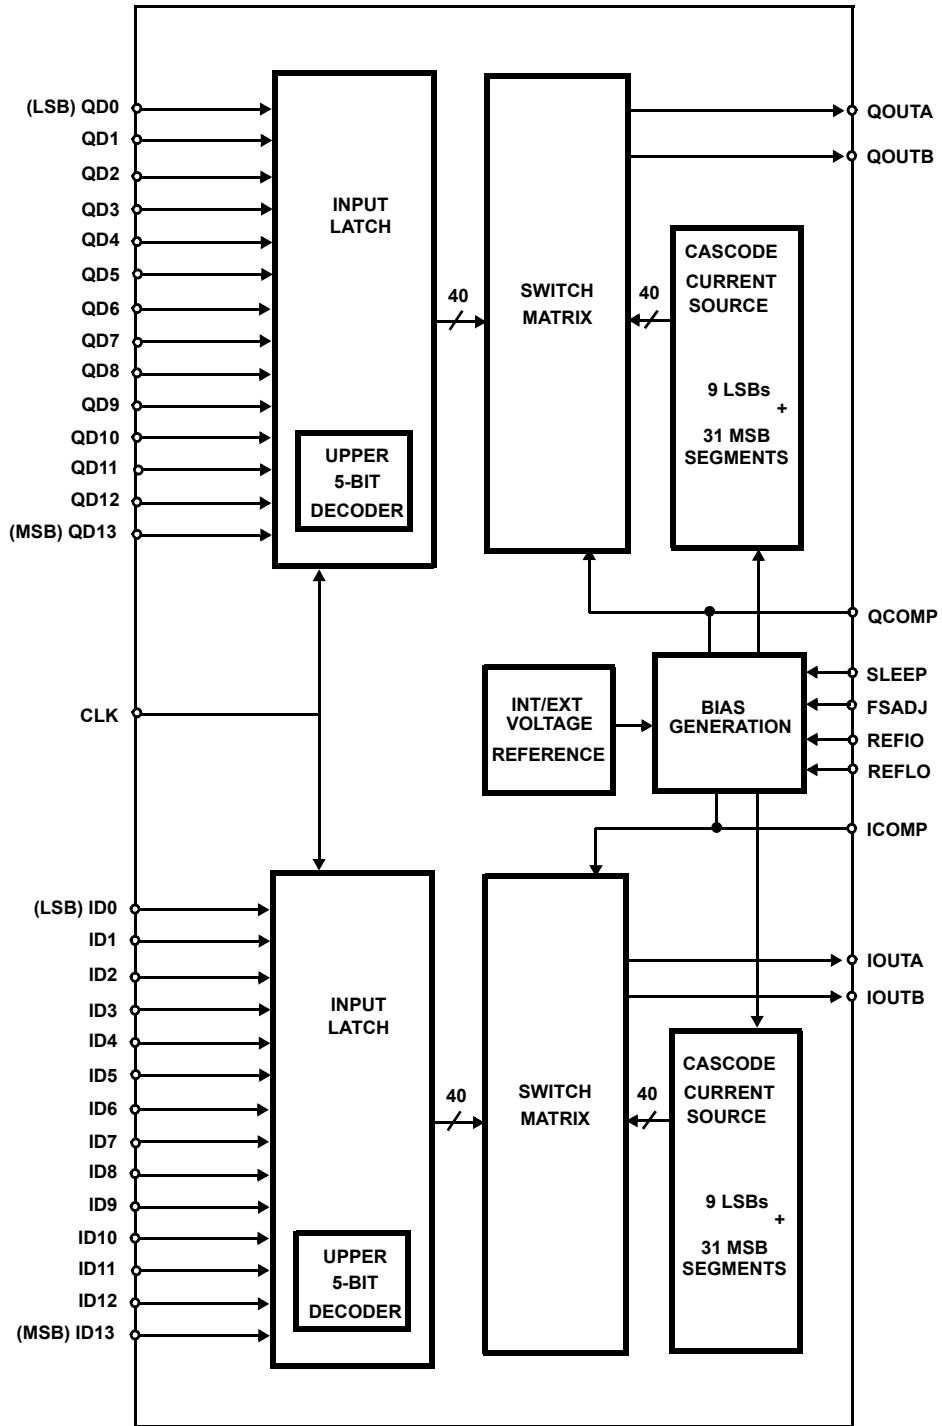 (LSB) QD0
QD1
QD2
QD3
QD4
QD5
QD6
QD7
QD8
QD9
QD10
QD11
QD12
(MSB) QD13
INPUT
LATCH
UPPER
5-BIT
DECODER
40
SWITCH
MATRIX
40
CASCODE
CURRENT
SOURCE
9 LSBs
+
31 MSB
SEGMENTS
QOUTA
QOUTB
QCOMP
CLK
INT/EXT
VOLTAGE
REFERENCE
BIAS
GENERATION
SLEEP
FSADJ
REFIO
REFLO
ICOMP
(LSB) ID0
ID1
ID2
ID3
ID4
ID5
ID6
ID7
ID8
ID9
ID10
ID11
ID12
(MSB) ID13
INPUT
LATCH
UPPER
5-BIT
DECODER
40
SWITCH
MATRIX
40
CASCODE
CURRENT
SOURCE
9 LSBs
+
31 MSB
SEGMENTS
IOUTA
IOUTB